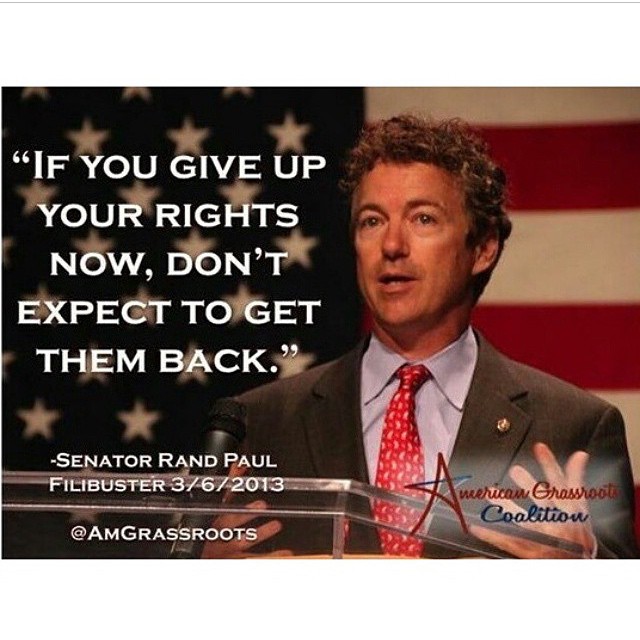 “IF YOU GIVE UP
YOUR RIGHTS
NOW, DON’T
EXPECT TO GET
THEM BACK.”
-SENATOR RAND PAUL
FILIBUSTER 3/6/2013
@AMGRASSROOTS
American Grassroots
Coalition